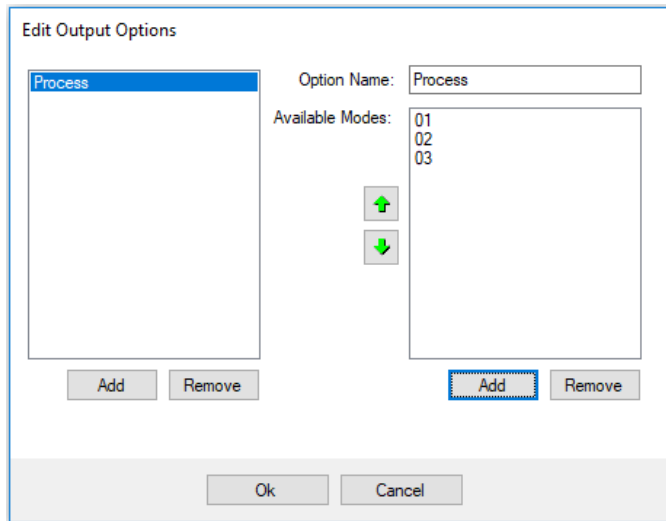 Edit Output Options
Process
Option Name: Process
Available Modes:
01
02
03
Add Remove
Add Remove
Ok Cancel